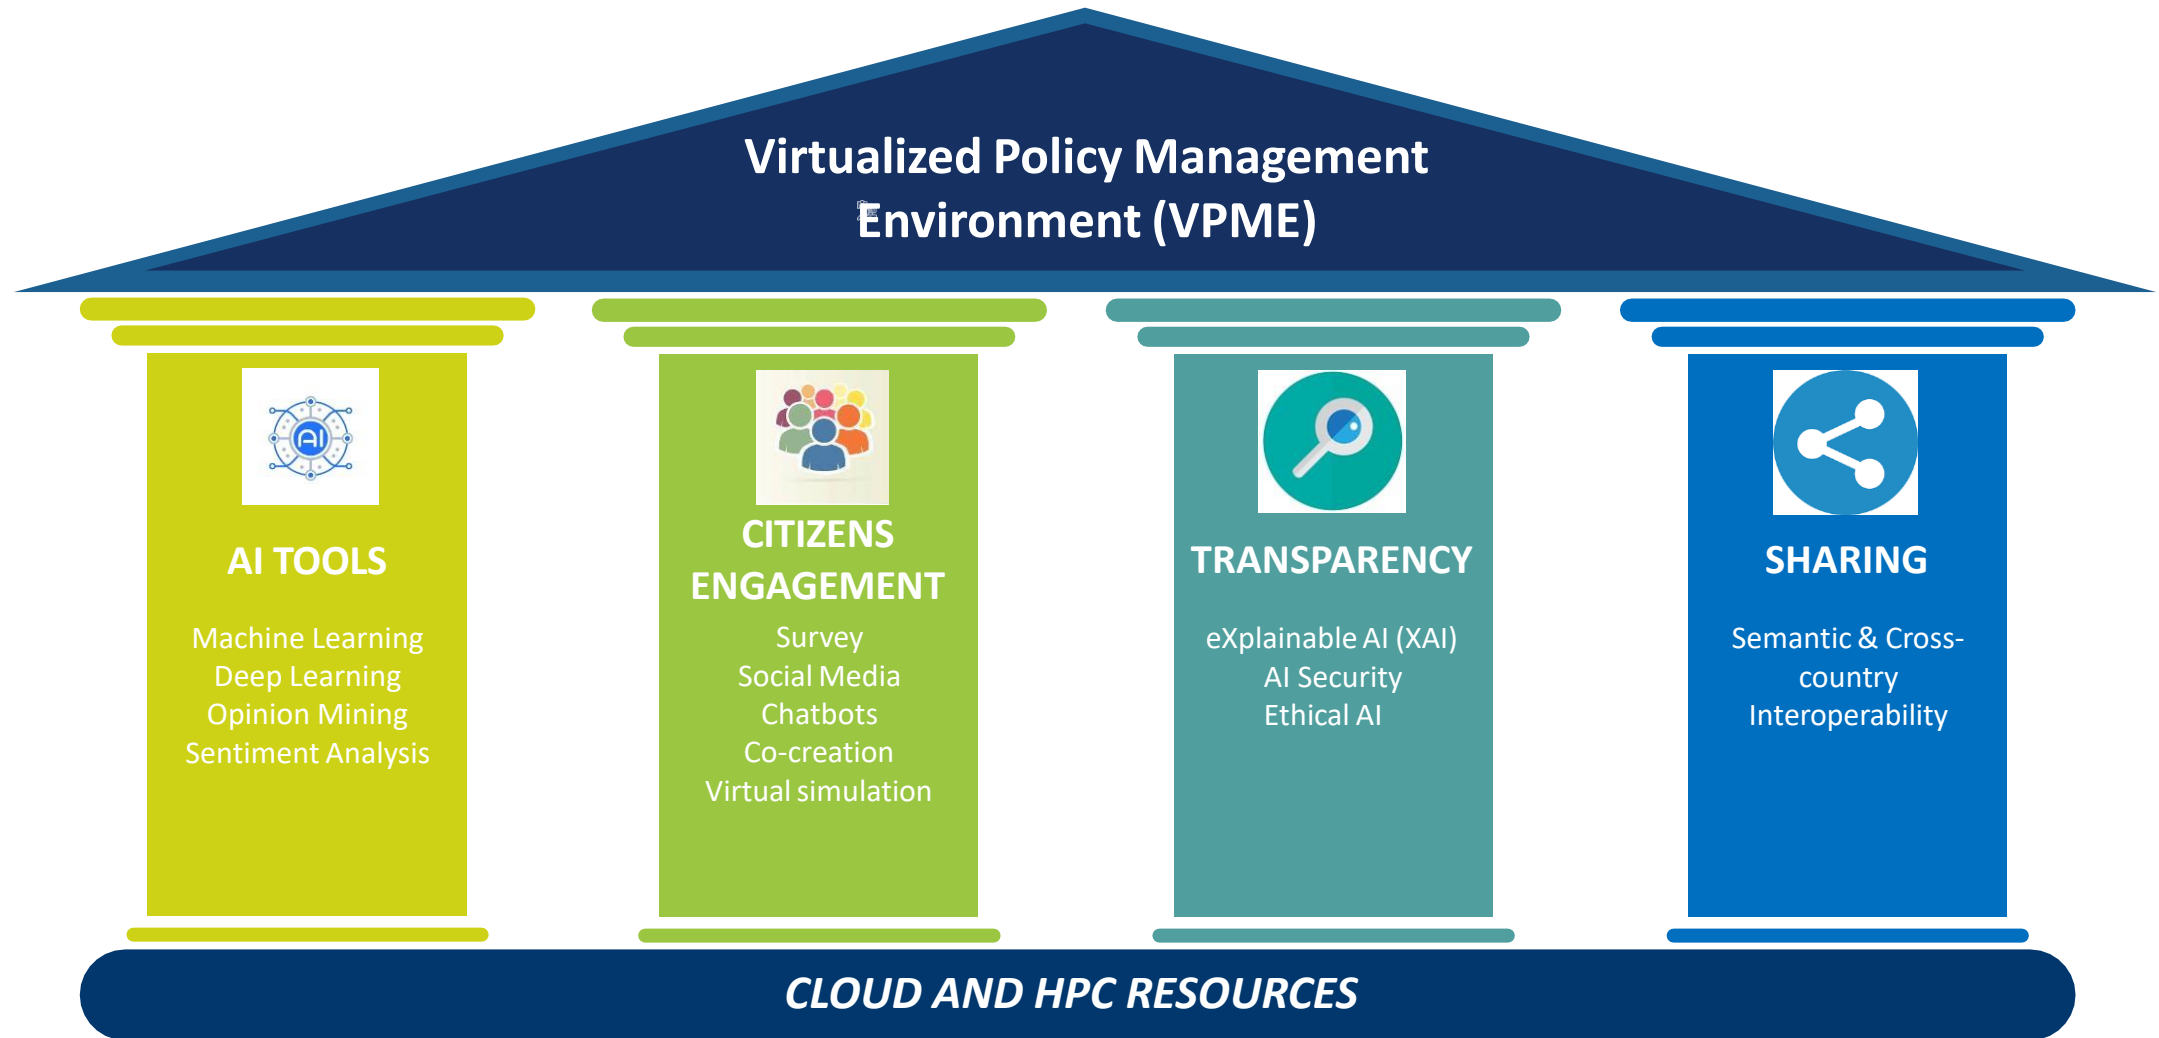 Virtualized Policy Management
Environment (VPME)
AI
AI TOOLS
Machine Learning
Deep Learning
Opinion Mining
Sentiment Analysis
CITIZENS
ENGAGEMENT
Survey
Social Media
Chatbots
Co-creation
Virtual simulation
TRANSPARENCY
eXplainable AI (XAI)
AI Security
Ethical AI
SHARING
Semantic & Cross-
country
Interoperability
CLOUD AND HPC RESOURCES